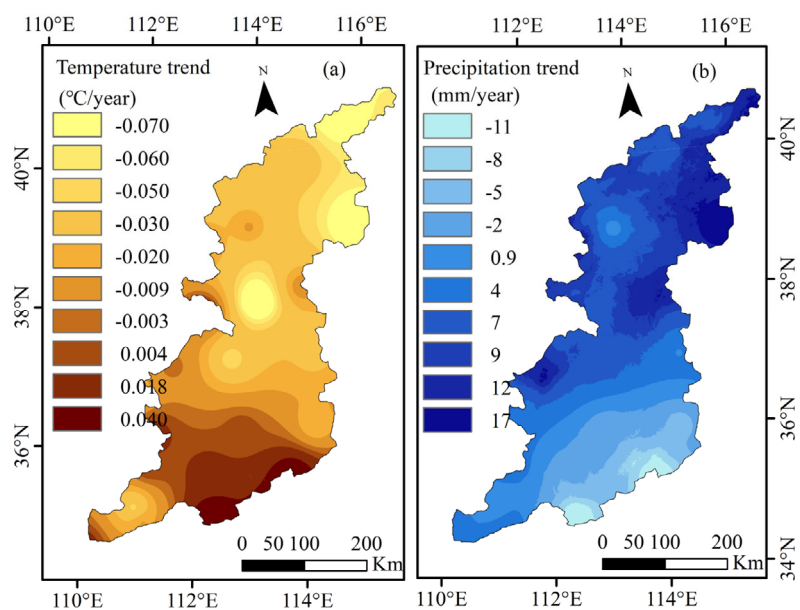 110°E 112°E 114°E 116°E
Temperature trend (a)
(°C/year)
N
-0.070
-0.060
-0.050
-0.030
-0.020
-0.009
-0.003
0.004
0.018
0.040
40°N
38°N
36°N
0 50 100 200
Km
110°E 112°E 114°E
112°E 114°E 116°E
Precipitation trend (b)
(mm/year)
N
-11
-8
-5
-2
0.9
4
7
9
12
17
40°N
38°N
36°N
34°N
0 50 100 200
Km
110°E 112°E 114°E